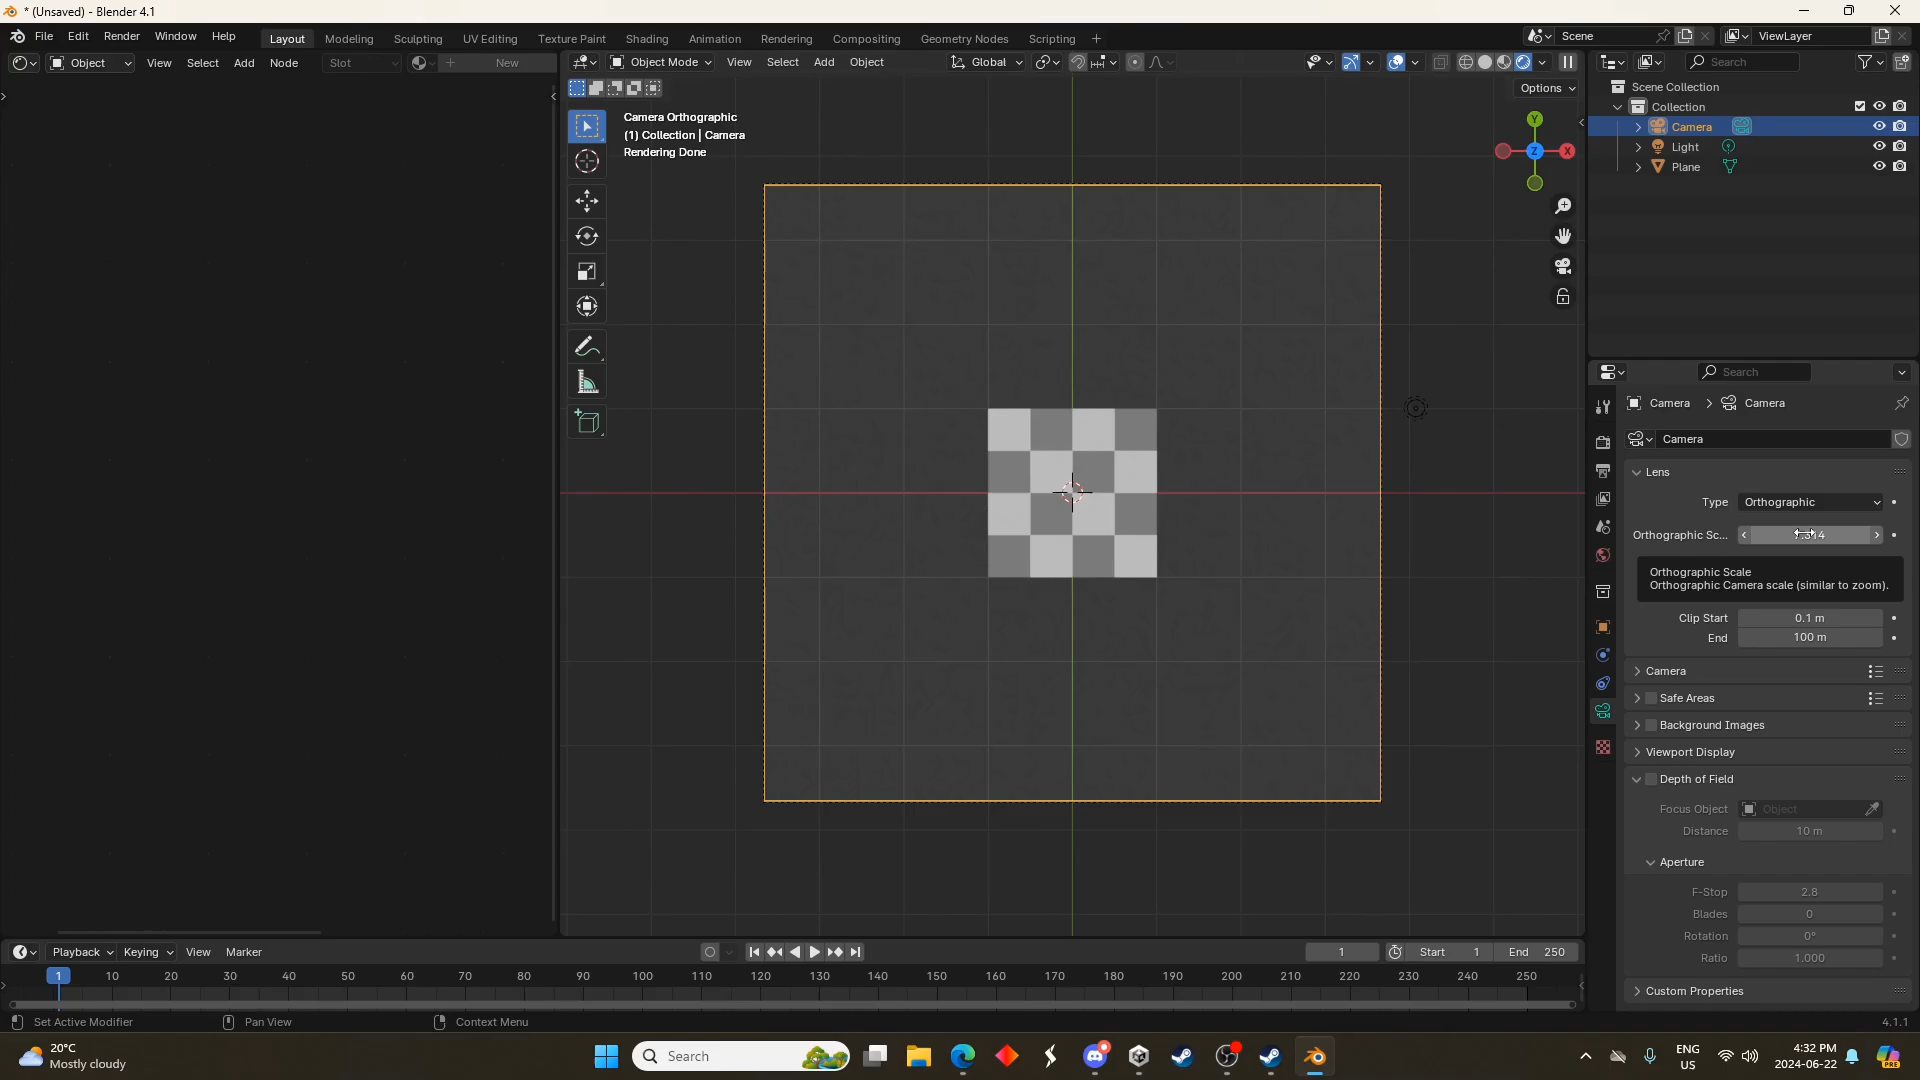 * (Unsaved) - Blender 4.1
File Edit Render Window Help Layout Modeling Sculpting UV Editing Texture Paint Shading Animation Rendering Compositing Geometry Nodes Scripting + Scene ViewLayer
Object View Select Add Node Slot New Object Mode View Select Add Object Global Search
Options
Camera Orthographic
(1) Collection | Camera
Rendering Done
Y
X
Z
Scene Collection
Collection
Camera
Light
Plane
Search
Camera > Camera
Camera
Lens
Type Orthographic
Orthographic Sc...
Orthographic Scale
Orthographic Camera scale (similar to zoom).
Clip Start 0.1 m
End 100 m
Camera
Safe Areas
Background Images
Viewport Display
Depth of Field
Focus Object Object
Distance 10 m
Aperture
F-Stop 2.8
Blades 0
Rotation 0°
Ratio 1.000
Custom Properties
Playback Keying View Marker 1 Start 1 End 250
1 10 20 30 40 50 60 70 80 90 100 110 120 130 140 150 160 170 180 190 200 210 220 230 240 250
Set Active Modifier Pan View Context Menu 4.1.1
20°C
Mostly cloudy
Search
ENG
US
4:32 PM
2024-06-22
PRE